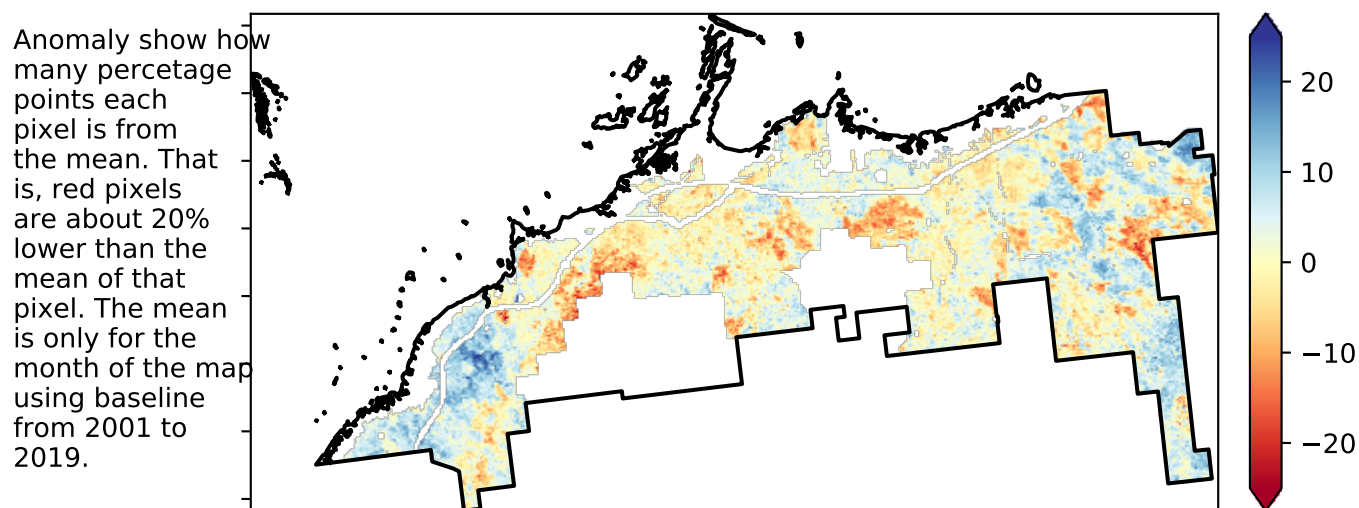 Anomaly show how
many percetage
points each
pixel is from
the mean. That
is, red pixels
are about 20%
lower than the
mean of that
pixel. The mean
is only for the
month of the map
using baseline
from 2001 to
2019.
20
10
0
−10
−20